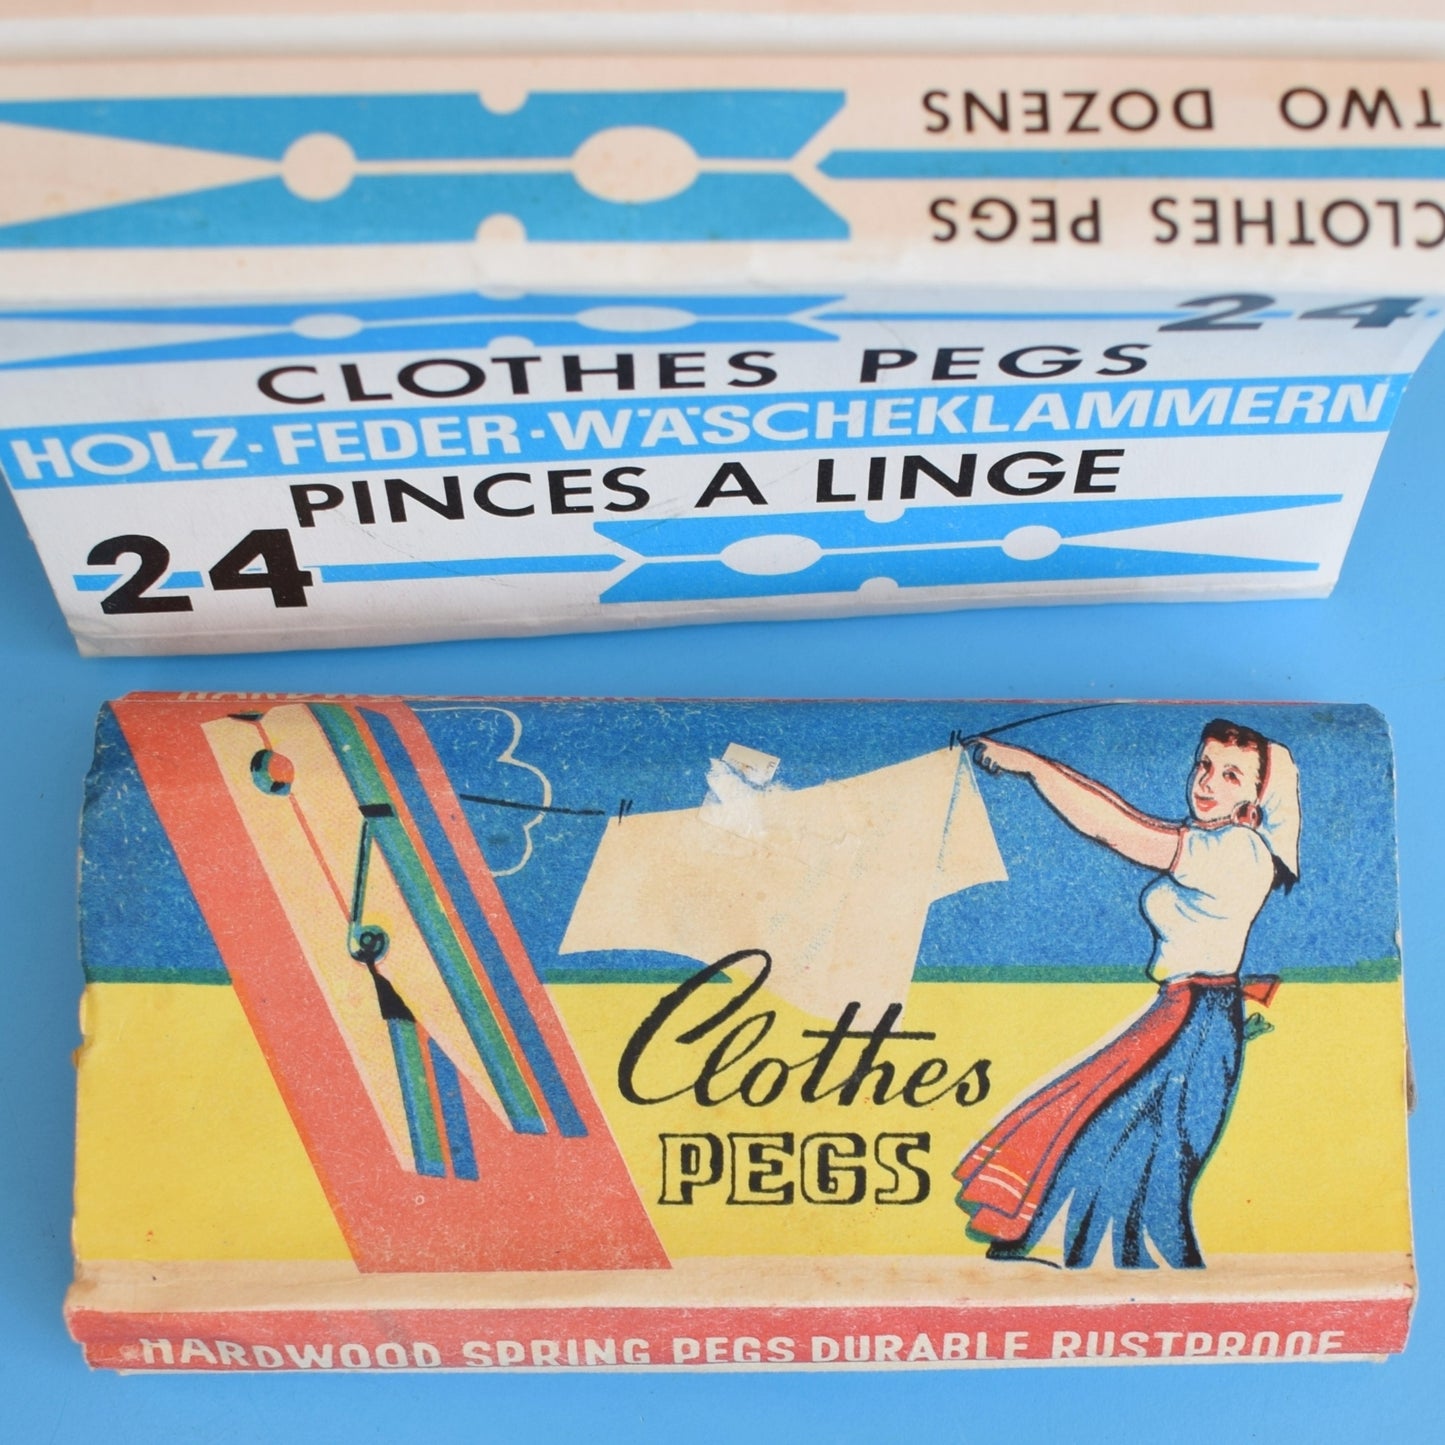 TWO DOZENS
CLOTHES PEGS
24
CLOTHES PEGS
HOLZ·FEDER·WÄSCHEKLAMMERN
PINCES A LINGE
24
Clothes
PEGS
HARDWOOD SPRING PEGS DURABLE RUSTPROOF